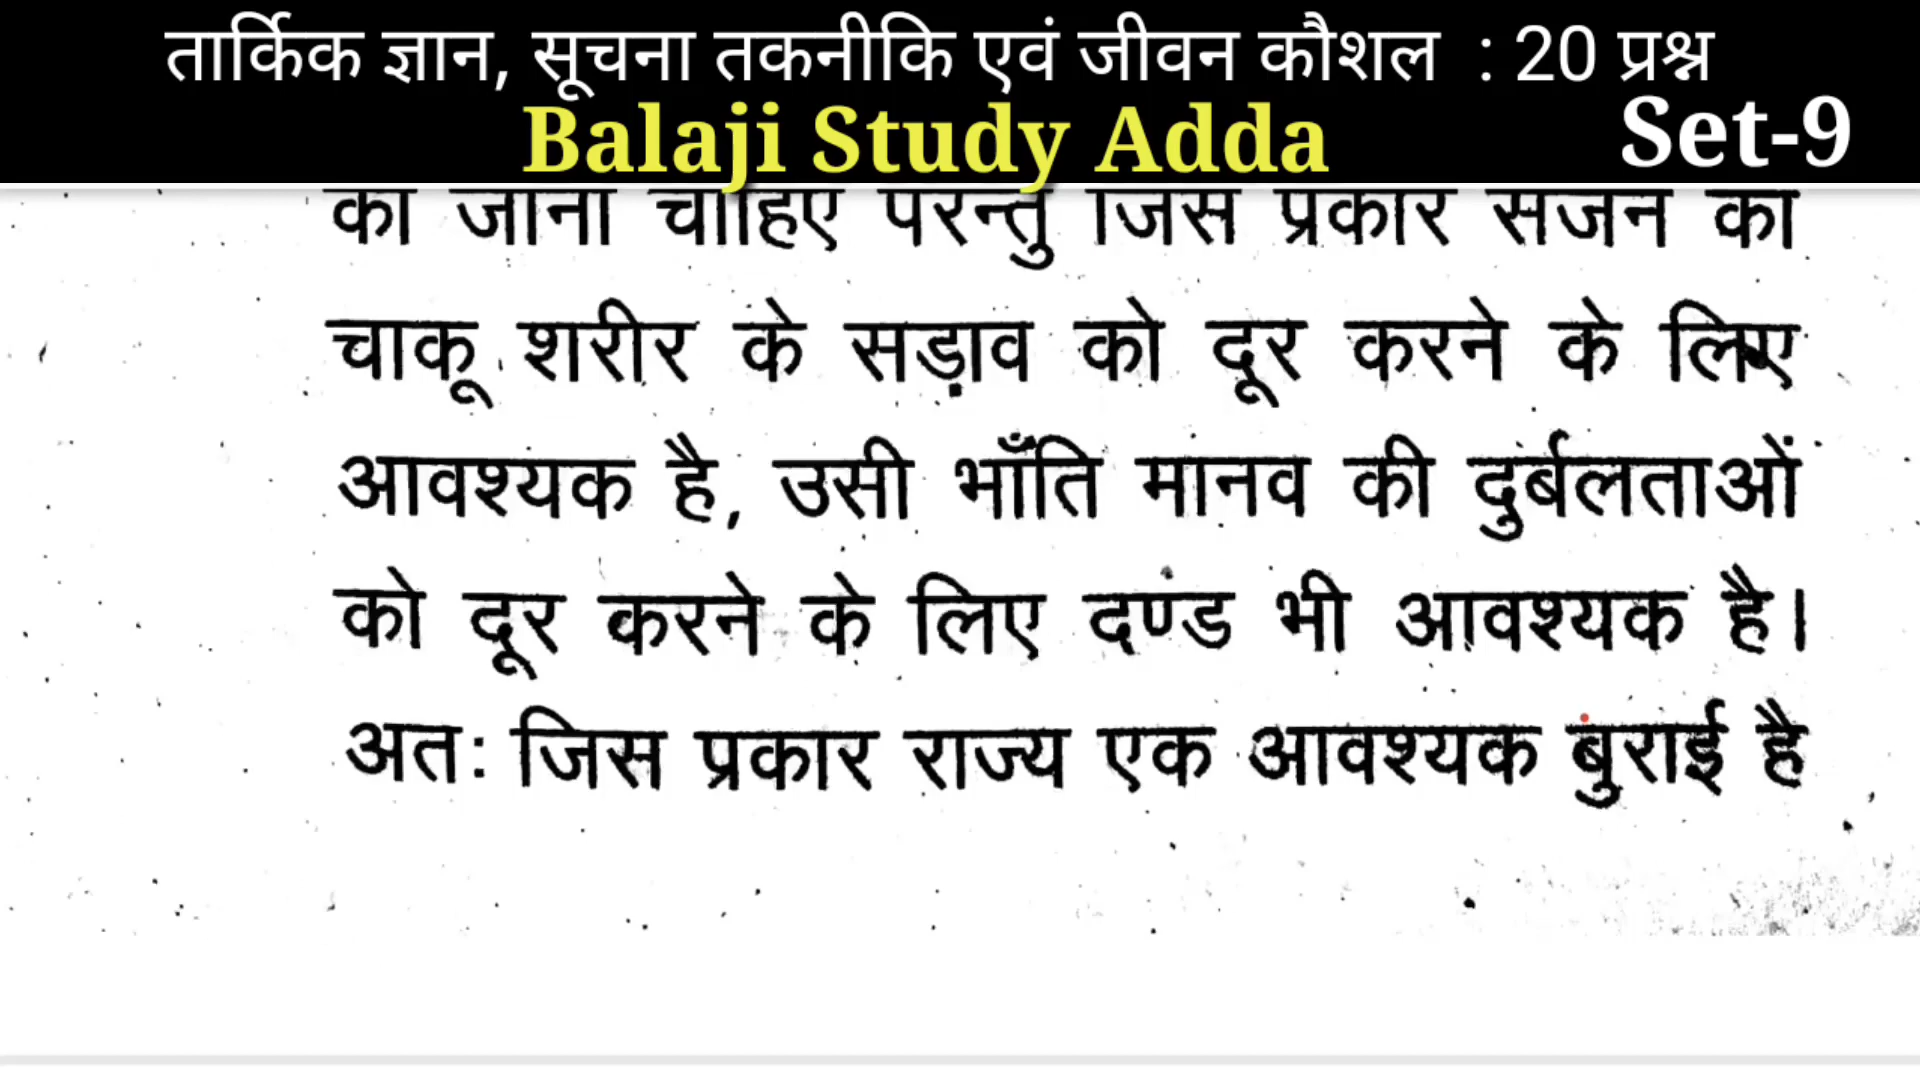 तार्किक ज्ञान, सूचना तकनीकि एवं जीवन कौशल : 20 प्रश्न
Balaji Study Adda
Set-9
जाना चाहिए परन्तु जिस प्रकार सर्जन का
चाकू शरीर के सड़ाव को दूर करने के लिए
आवश्यक है, उसी भाँति मानव की दुर्बलताओं
को दूर करने के लिए दण्ड भी आवश्यक है।
अतः जिस प्रकार राज्य एक आवश्यक बुराई है